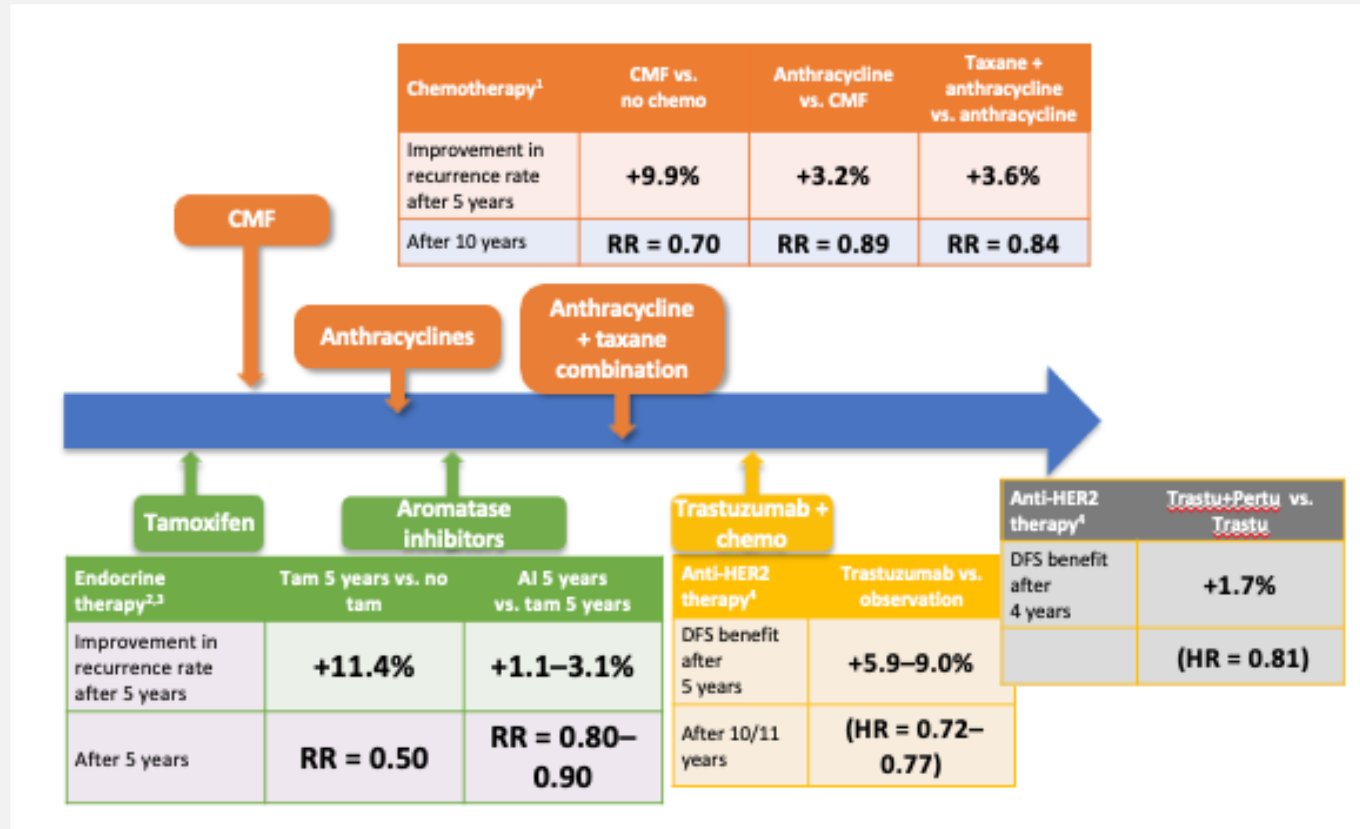 Chemotherapy¹
CMF vs.
no chemo
Anthracycline
vs. CMF
Taxane +
anthracycline
vs. anthracycline
Improvement in
recurrence rate
after 5 years
+9.9%
+3.2%
+3.6%
After 10 years
RR = 0.70
RR = 0.89
RR = 0.84
CMF
Anthracyclines
Anthracycline
+ taxane
combination
Tamoxifen
Aromatase
inhibitors
Trastuzumab +
chemo
Endocrine
therapy²,³
Tam 5 years vs. no
tam
AI 5 years
vs. tam 5 years
Improvement in
recurrence rate
after 5 years
+11.4%
+1.1–3.1%
After 5 years
RR = 0.50
RR = 0.80–
0.90
Anti-HER2
therapy⁴
Trastuzumab vs.
observation
DFS benefit
after
5 years
+5.9–9.0%
After 10/11
years
(HR = 0.72–
0.77)
Anti-HER2
therapy⁴
Trastu+Pertu vs.
Trastu
DFS benefit
after
4 years
+1.7%
(HR = 0.81)